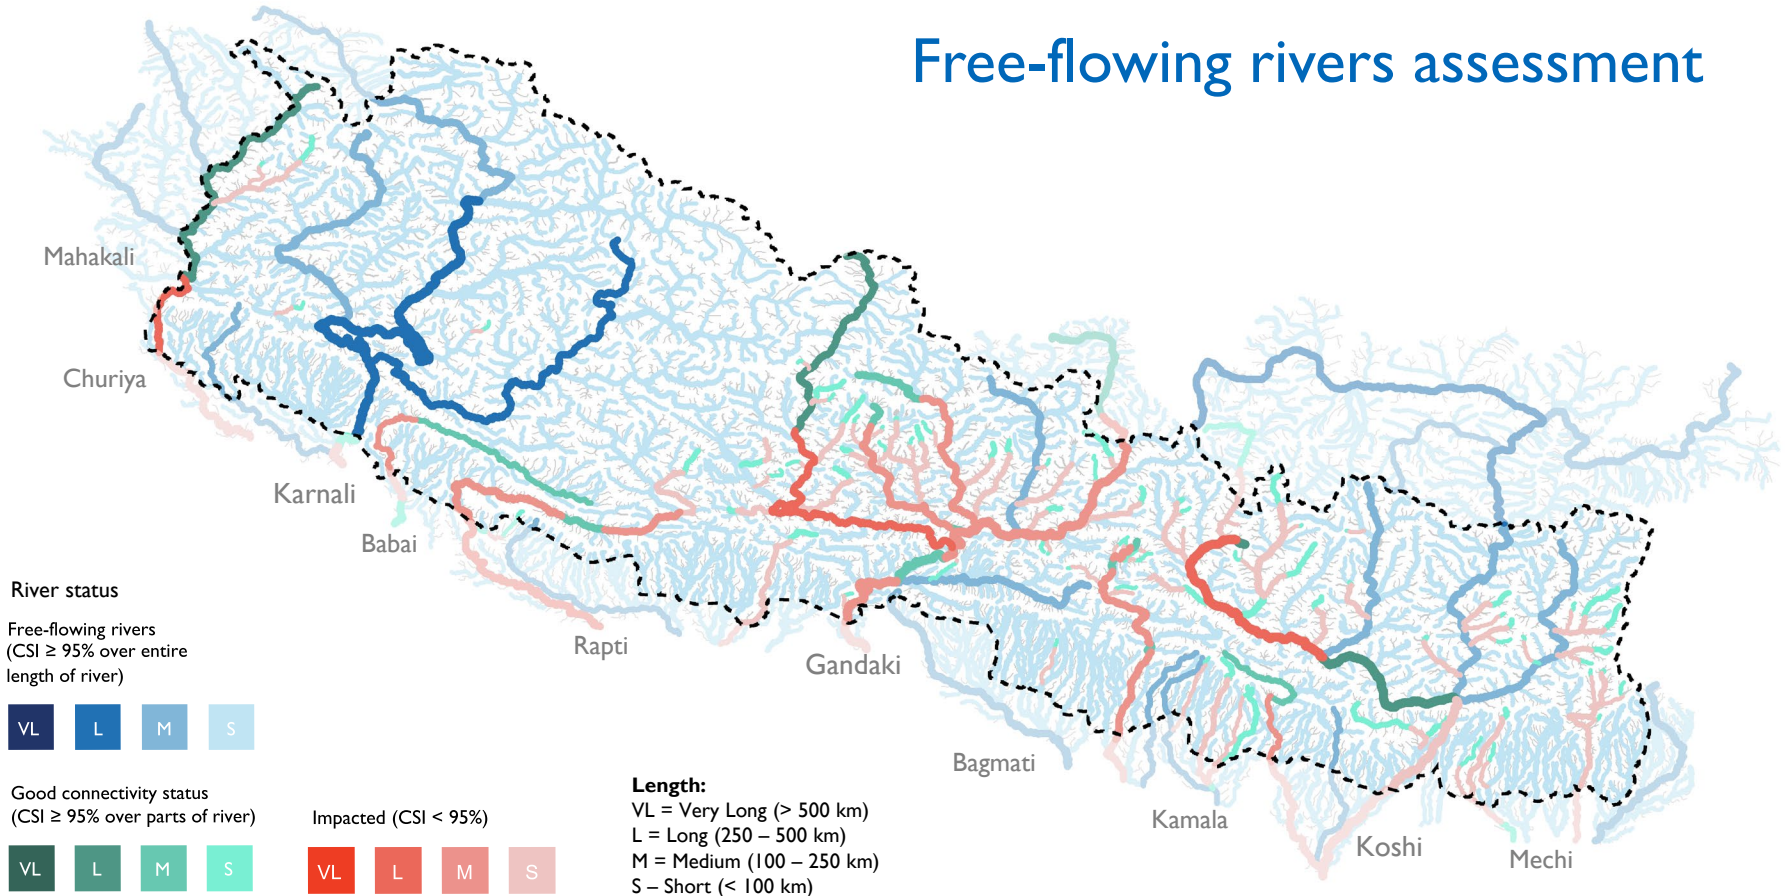 Free-flowing rivers assessment
Mahakali
Churiya
Karnali
Babai
Rapti
Gandaki
Bagmati
Kamala
Koshi
Mechi
River status
Free-flowing rivers
(CSI ≥ 95% over entire
length of river)
VL L M S
Good connectivity status
(CSI ≥ 95% over parts of river)
VL L M S
Impacted (CSI < 95%)
VL L M S
Length:
VL = Very Long (> 500 km)
L = Long (250 – 500 km)
M = Medium (100 – 250 km)
S – Short (< 100 km)